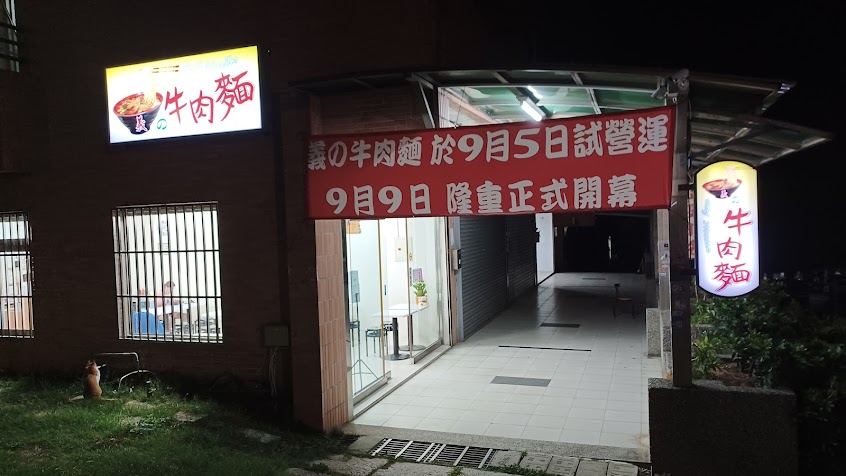 義
の牛肉麵
義の牛肉麵 於9月5日試營運
9月9日 隆重正式開幕
の
牛肉麵